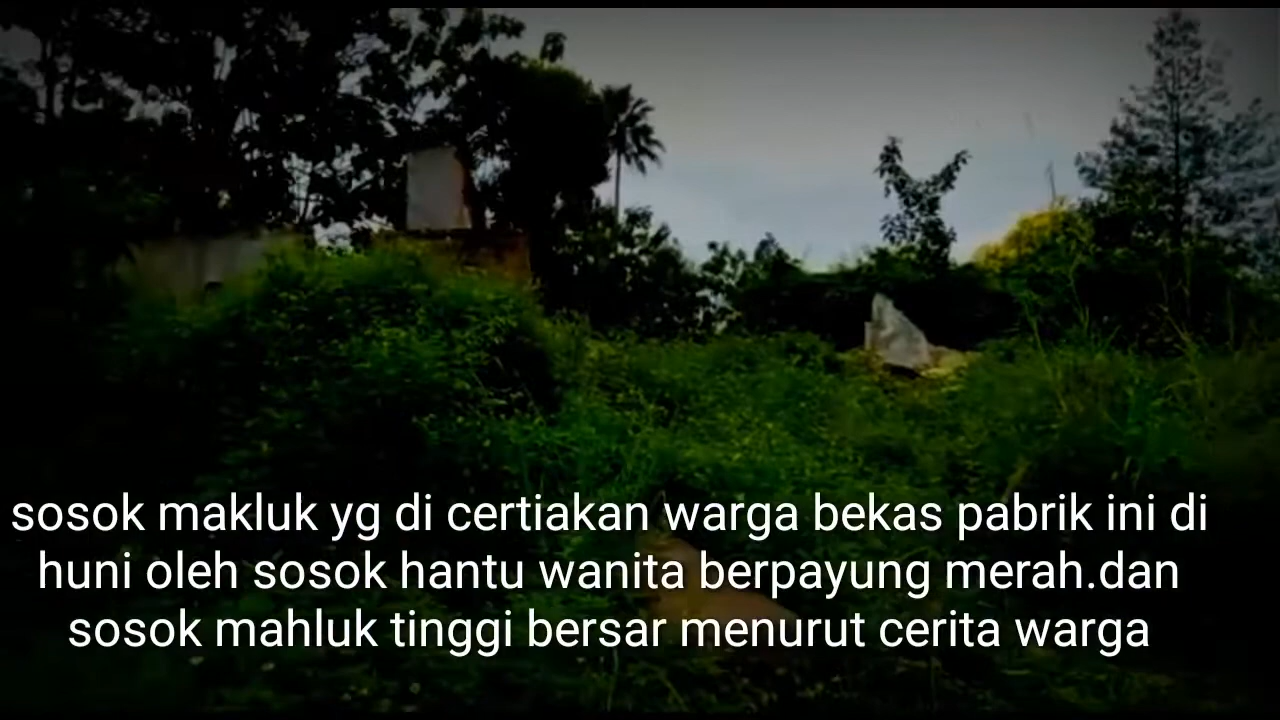 sosok makluk yg di certiakan warga bekas pabrik ini di
huni oleh sosok hantu wanita berpayung merah.dan
sosok mahluk tinggi bersar menurut cerita warga